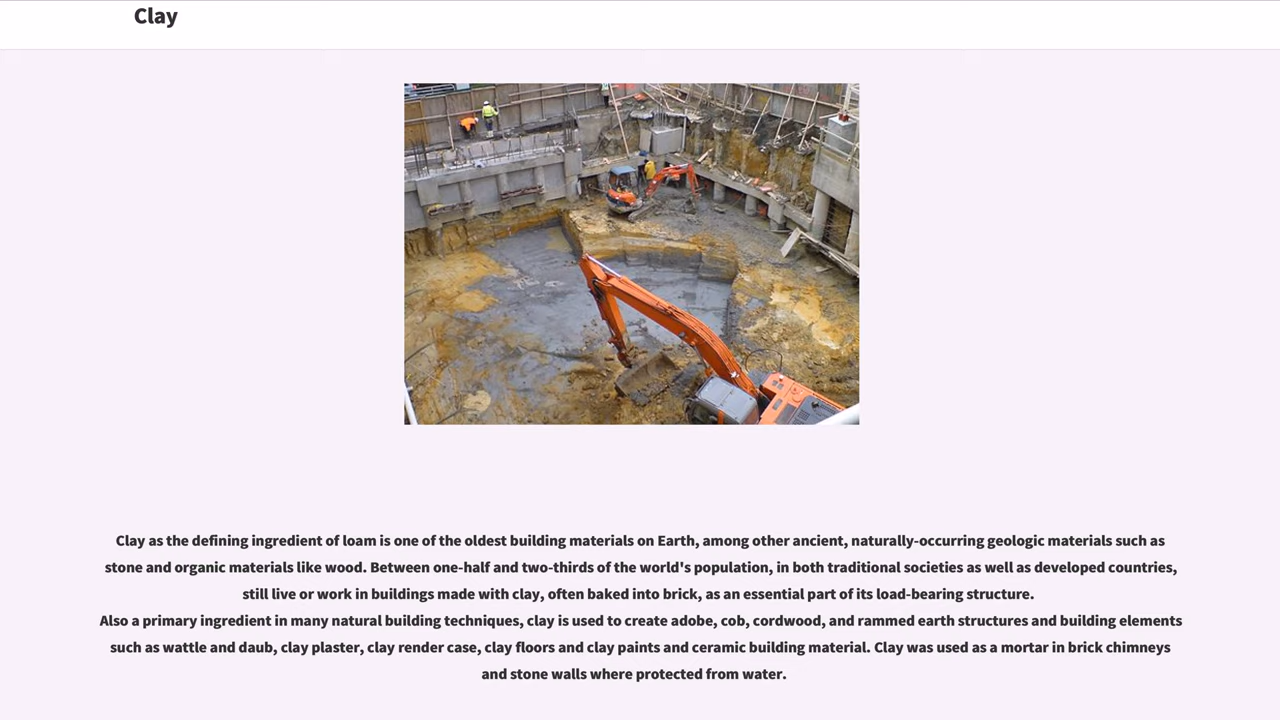 Clay
Clay as the defining ingredient of loam is one of the oldest building materials on Earth, among other ancient, naturally-occurring geologic materials such as
stone and organic materials like wood. Between one-half and two-thirds of the world's population, in both traditional societies as well as developed countries,
still live or work in buildings made with clay, often baked into brick, as an essential part of its load-bearing structure.
Also a primary ingredient in many natural building techniques, clay is used to create adobe, cob, cordwood, and rammed earth structures and building elements
such as wattle and daub, clay plaster, clay render case, clay floors and clay paints and ceramic building material. Clay was used as a mortar in brick chimneys
and stone walls where protected from water.